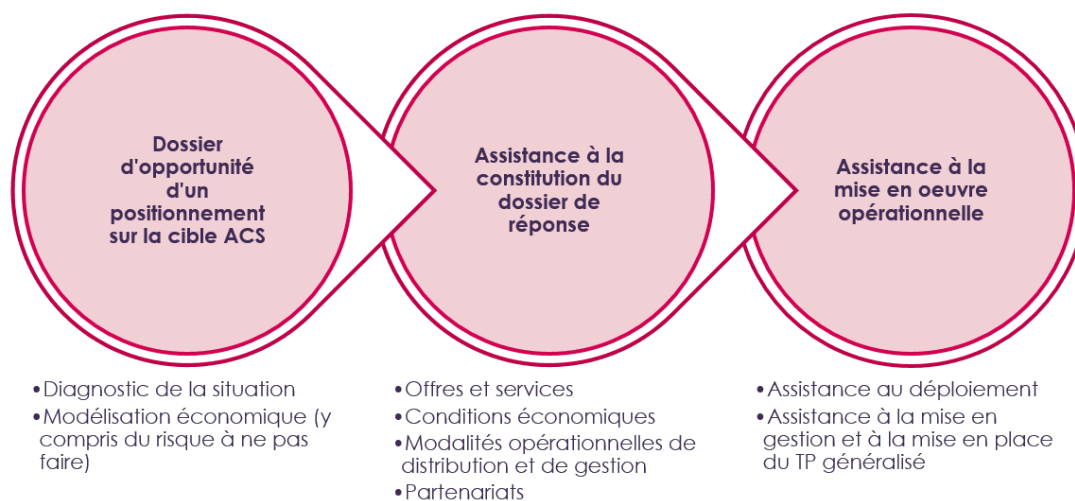 Dossier
d'opportunité
d'un
positionnement
sur la cible ACS
Assistance à la
constitution du
dossier de
réponse
Assistance à la
mise en oeuvre
opérationnelle
•Diagnostic de la situation
•Modélisation économique (y
compris du risque à ne pas
faire)
•Offres et services
•Conditions économiques
•Modalités opérationnelles de
distribution et de gestion
•Partenariats
•Assistance au déploiement
•Assistance à la mise en
gestion et à la mise en place
du TP généralisé